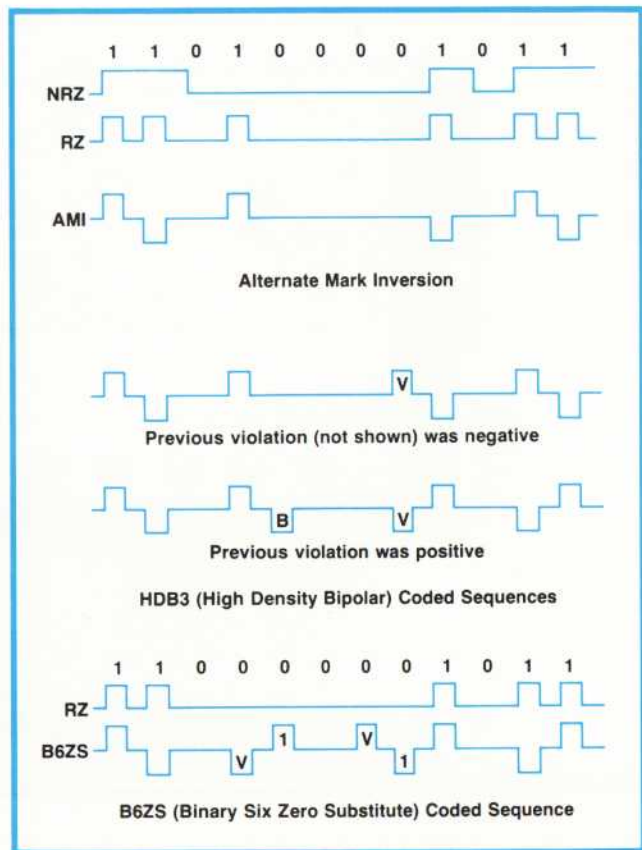 1 1 0 1 0 0 0 0 1 0 1 1
NRZ
RZ
AMI
Alternate Mark Inversion
V
Previous violation (not shown) was negative
B V
Previous violation was positive
HDB3 (High Density Bipolar) Coded Sequences
1 1 0 0 0 0 0 0 1 0 1 1
RZ
B6ZS
V 1 V 1
B6ZS (Binary Six Zero Substitute) Coded Sequence